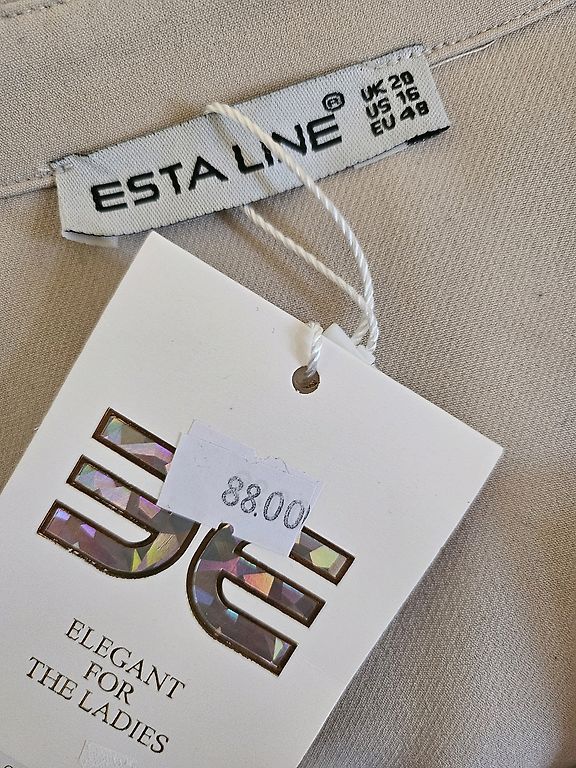 ESTA LINE®
UK 20
US 16
EU 48
88.00
ELEGANT
FOR
THE LADIES